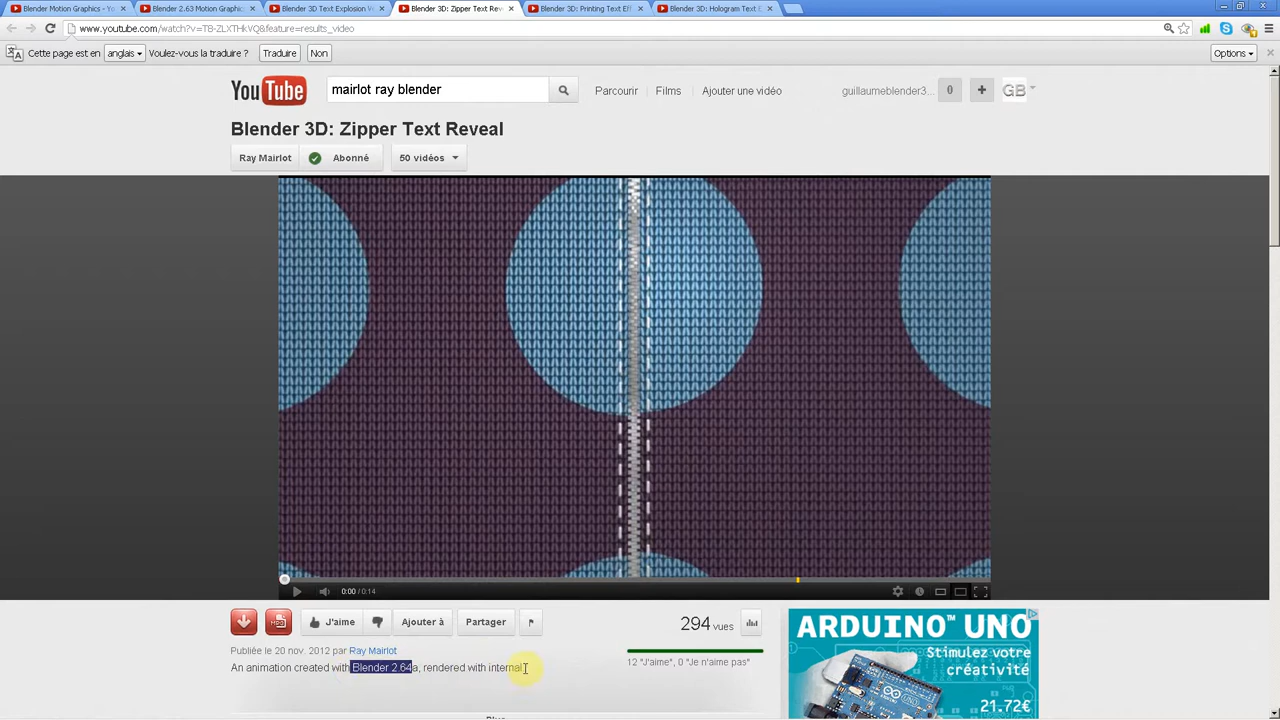 Blender Motion Graphics - Yo
Blender 2.63 Motion Graphic
Blender 3D Text Explosion V
Blender 3D: Zipper Text Rev
Blender 3D: Printing Text Ef
Blender 3D: Hologram Text E
www.youtube.com/watch?v=TB-ZLXTHkVQ&feature=results_video
Cette page est en anglais Voulez-vous la traduire ? Traduire Non Options
YouTube mairlot ray blender Parcourir Films Ajouter une vidéo guillaumeblender3... 0 + GB
Blender 3D: Zipper Text Reveal
Ray Mairlot Abonné 50 vidéos
0:00 / 0:14
MP3 J'aime Ajouter à Partager 294 vues
Publiée le 20 nov. 2012 par Ray Mairlot
12 "J'aime", 0 "Je n'aime pas"
An animation created with Blender 2.64a, rendered with internal.
Plus
ARDUINO™ UNO
Stimulez votre
créativité
21.72€